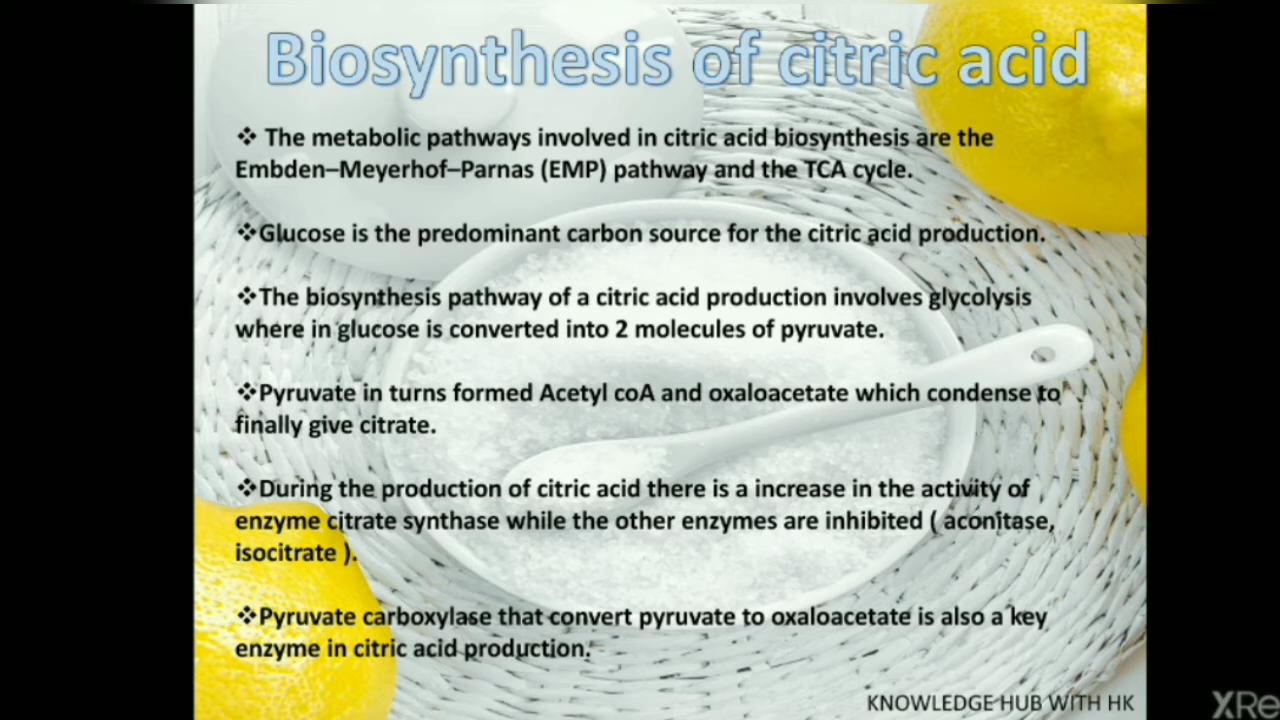 Biosynthesis of citric acid
❖ The metabolic pathways involved in citric acid biosynthesis are the
Embden–Meyerhof–Parnas (EMP) pathway and the TCA cycle.
❖Glucose is the predominant carbon source for the citric acid production.
❖The biosynthesis pathway of a citric acid production involves glycolysis
where in glucose is converted into 2 molecules of pyruvate.
❖Pyruvate in turns formed Acetyl coA and oxaloacetate which condense to
finally give citrate.
❖During the production of citric acid there is a increase in the activity of
enzyme citrate synthase while the other enzymes are inhibited ( aconitase,
isocitrate ).
❖Pyruvate carboxylase that convert pyruvate to oxaloacetate is also a key
enzyme in citric acid production.
KNOWLEDGE HUB WITH HK
XRe